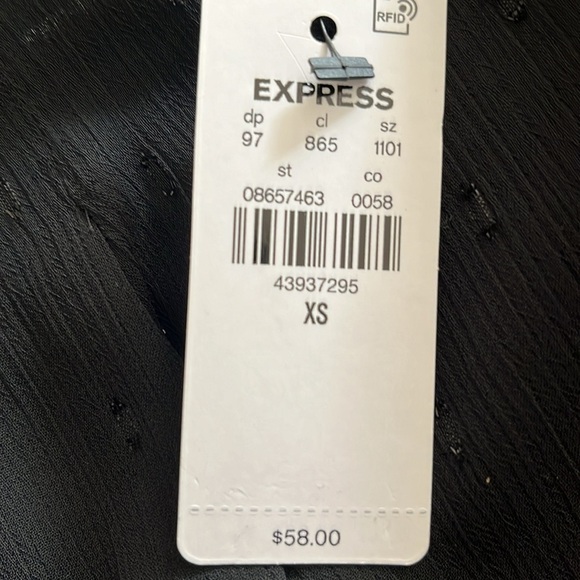 RFID
EXPRESS
dp cl sz
97 865 1101
st co
08657463 0058
43937295
XS
$58.00